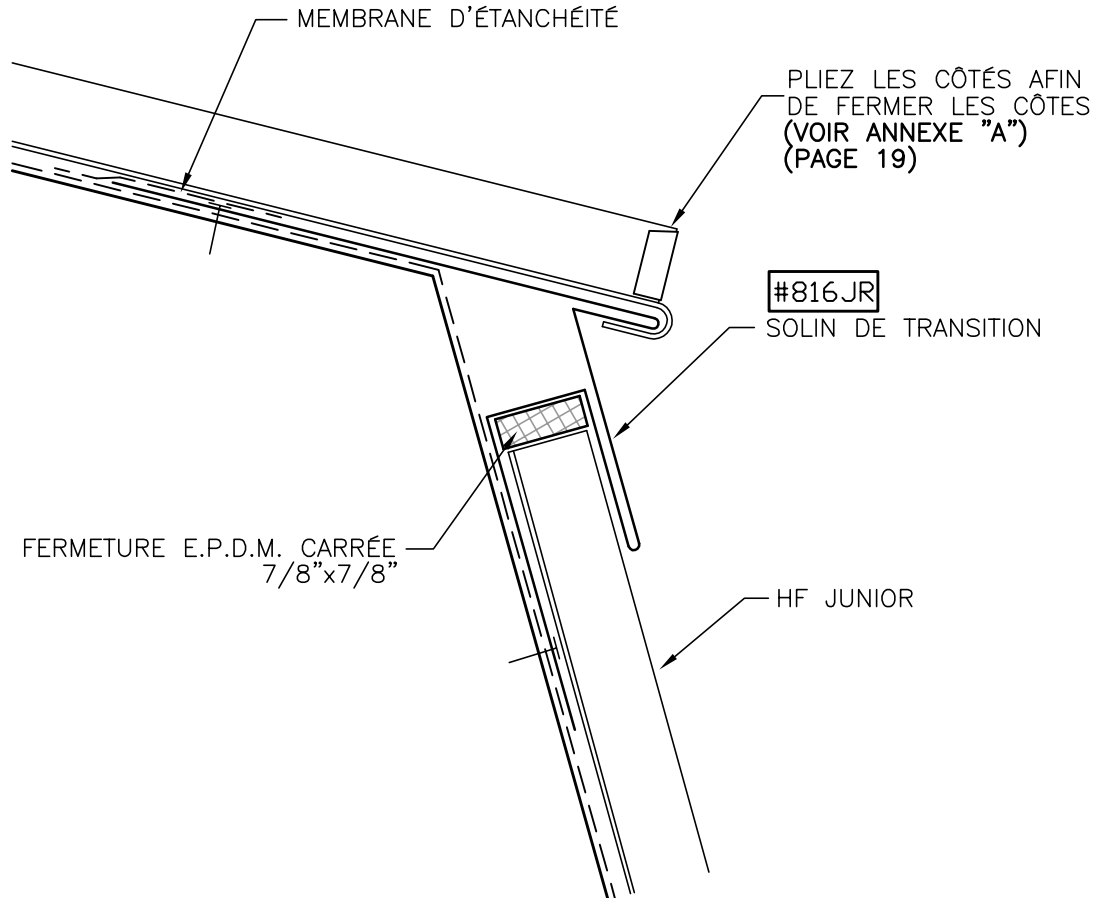 MEMBRANE D'ÉTANCHÉITÉ
PLIEZ LES CÔTÉS AFIN
DE FERMER LES CÔTES
(VOIR ANNEXE "A")
(PAGE 19)
#816JR
SOLIN DE TRANSITION
FERMETURE E.P.D.M. CARRÉE
7/8"x7/8"
HF JUNIOR